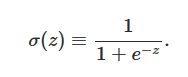 σ(z) ≡ 1 / (1 + e^{-z}).